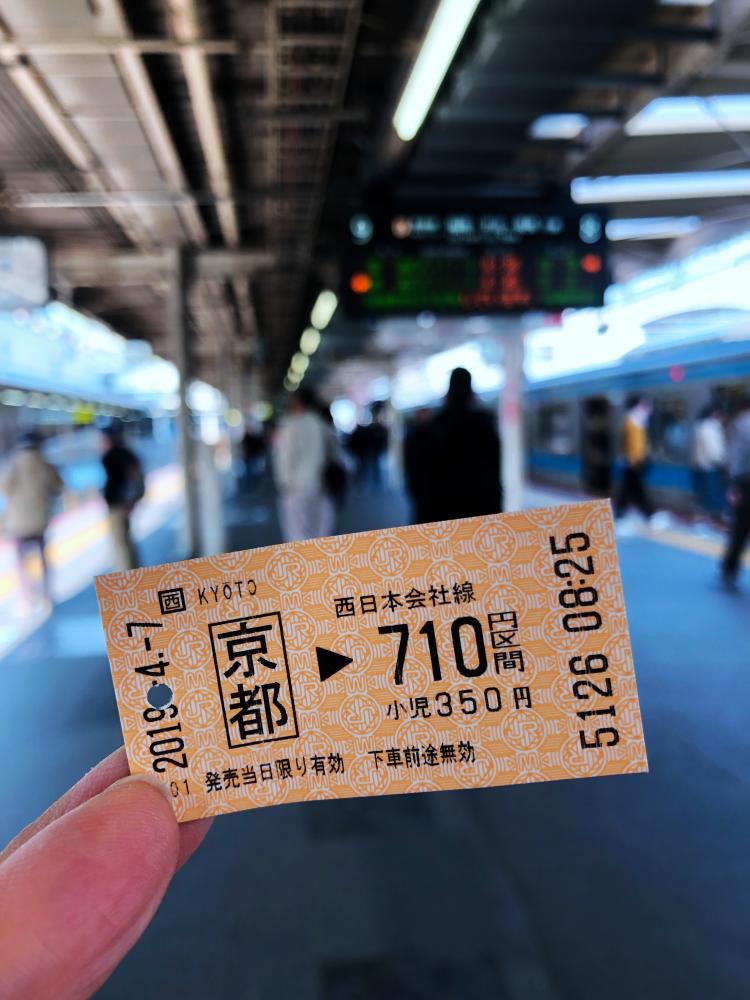 西 KYOTO
京都
▶
西日本会社線
710円区間
小児350円
2019.-4.-7
01
発売当日限り有効 下車前途無効
5126 08:25